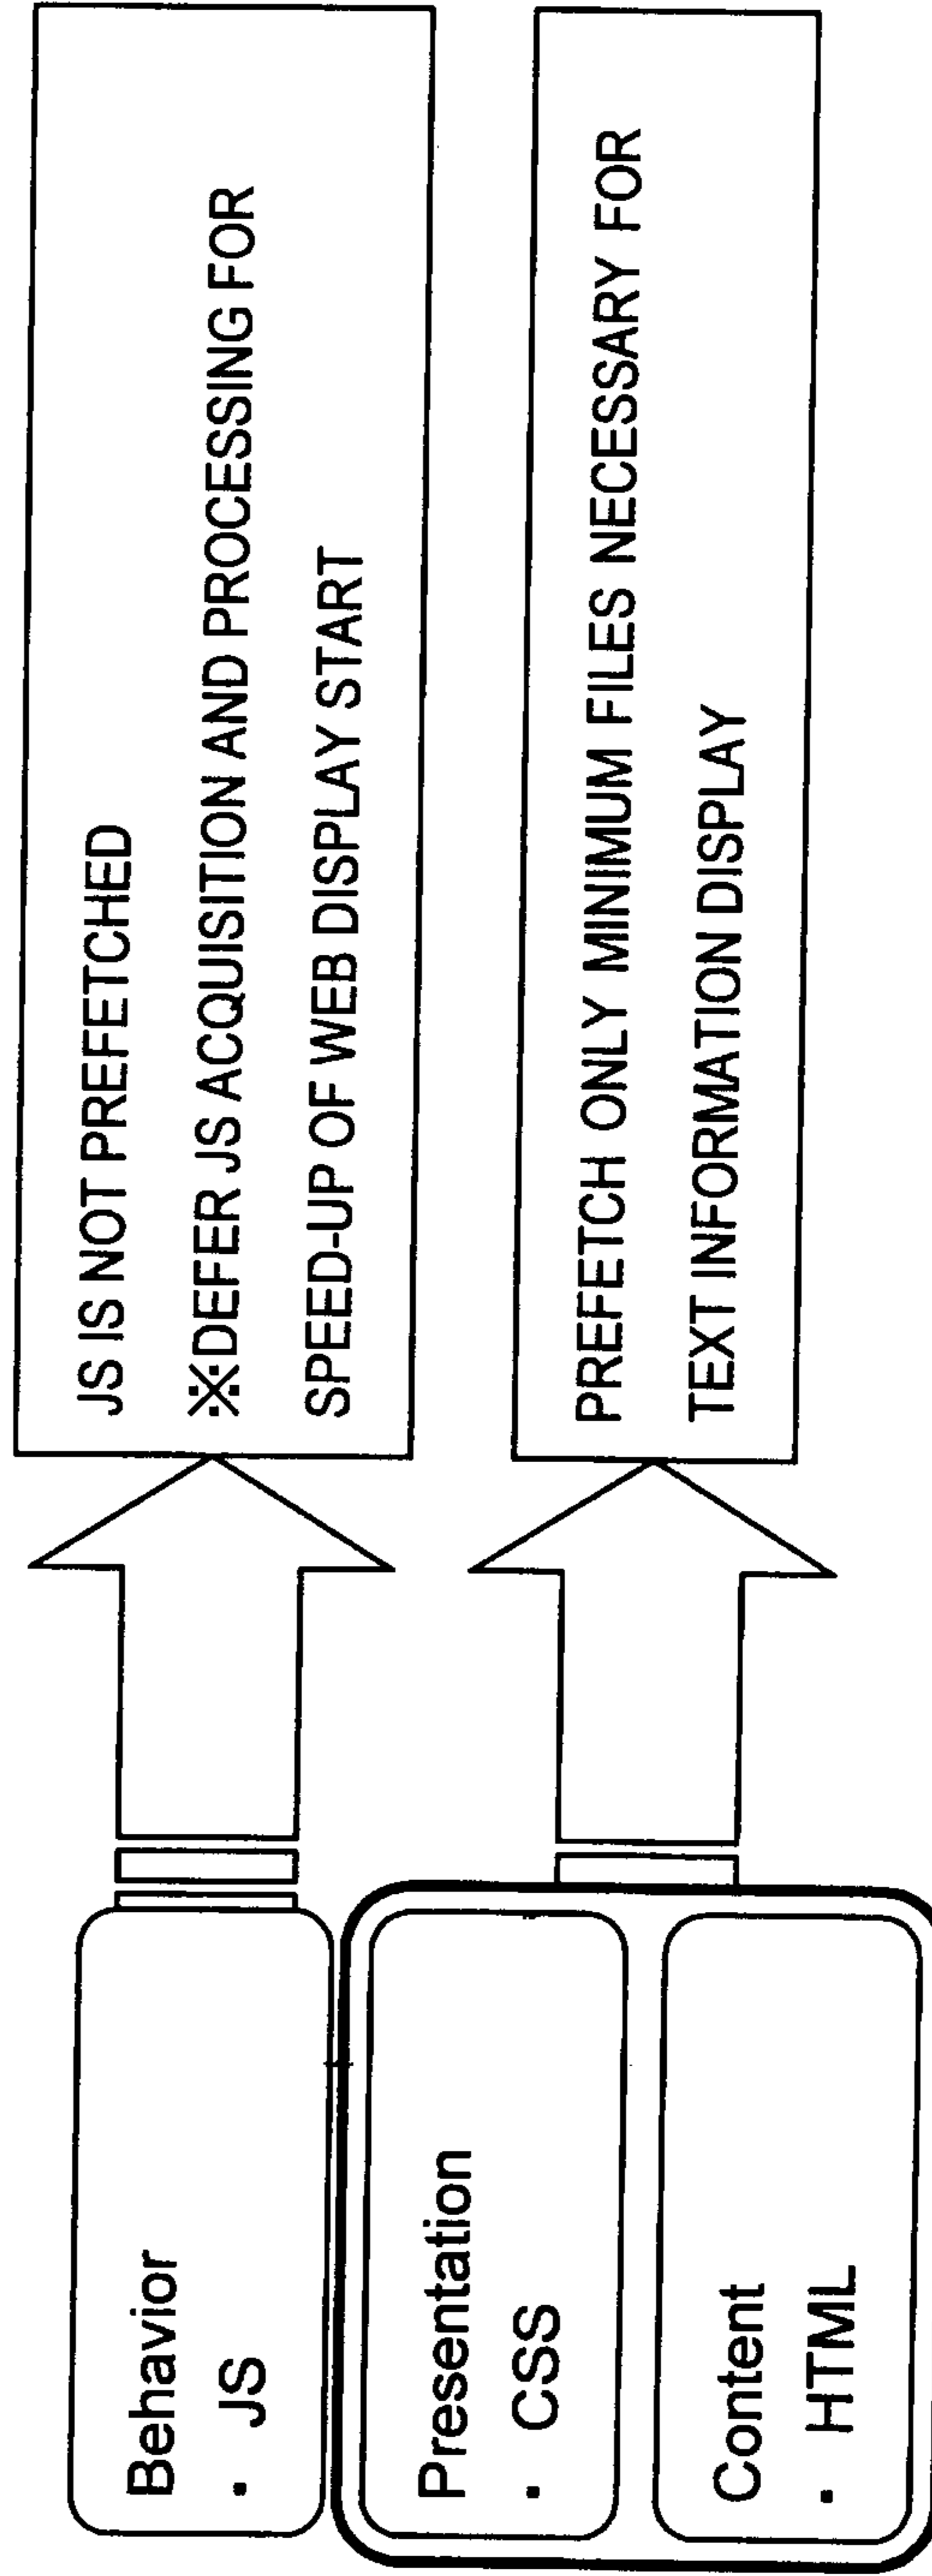 Behavior
. JS
JS IS NOT PREFETCHED
※DEFER JS ACQUISITION AND PROCESSING FOR
SPEED-UP OF WEB DISPLAY START
Presentation
. CSS
Content
. HTML
PREFETCH ONLY MINIMUM FILES NECESSARY FOR
TEXT INFORMATION DISPLAY